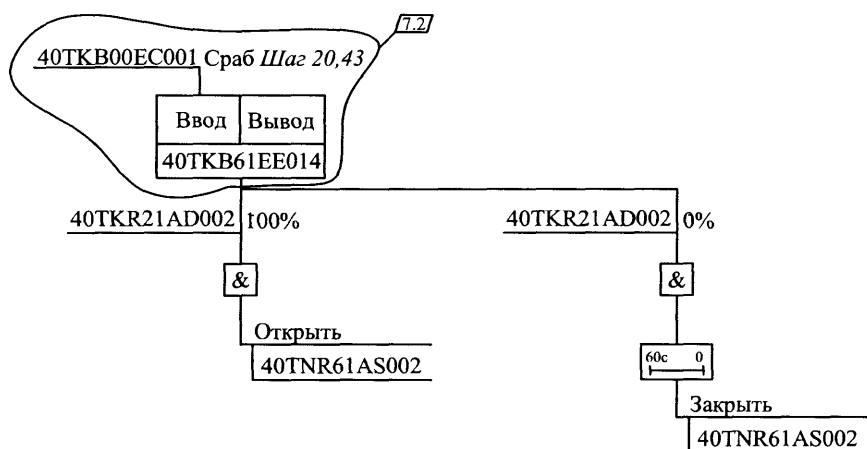 7.2
40TKB00EC001 Сраб Шаг 20,43
Ввод Вывод
40TKB61EE014
40TKR21AD002 100% 40TKR21AD002 0%
& &
Открыть
40TNR61AS002
60с 0
Закрыть
40TNR61AS002